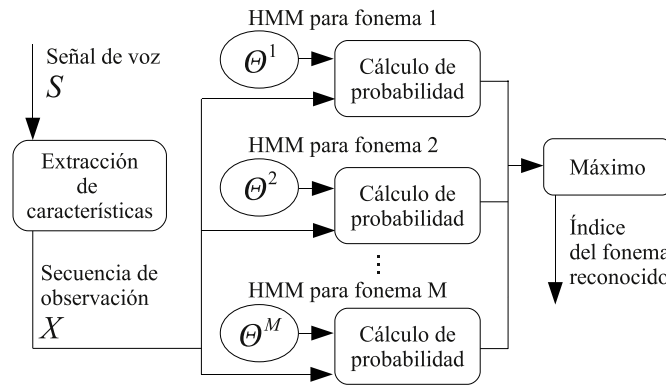 HMM para fonema 1
Señal de voz
S
Θ¹
Cálculo de
probabilidad
Extracción
de
características
HMM para fonema 2
Θ²
Cálculo de
probabilidad
Máximo
Índice
del fonema
reconocido
Secuencia de
observación
X
⋮
HMM para fonema M
Θᴹ
Cálculo de
probabilidad